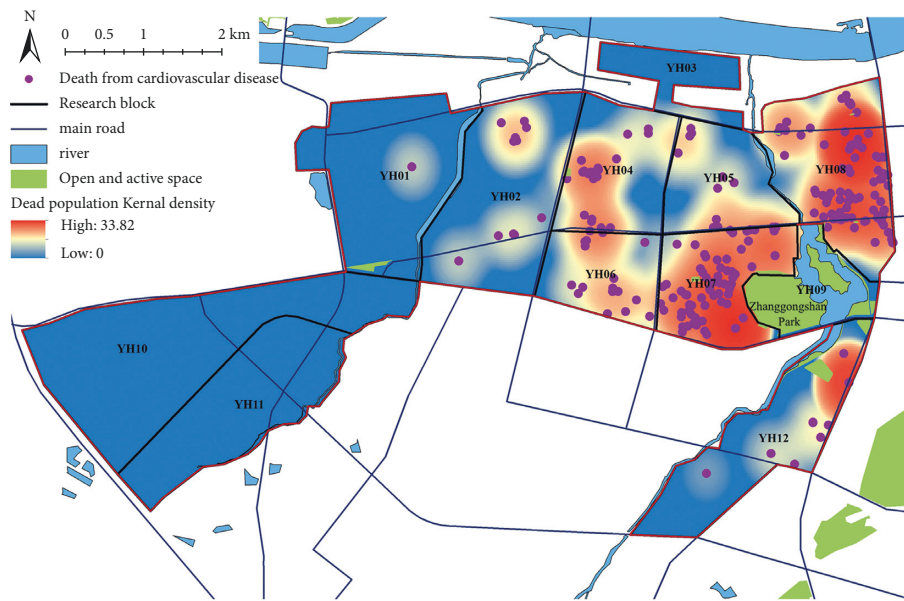 N
0 0.5 1 2 km
Death from cardiovascular disease
Research block
main road
river
Open and active space
Dead population Kernal density
High: 33.82
Low: 0
YH03
YH01
YH04
YH08
YH05
YH02
YH06
YH07
YH09
Zhanggongshan
Park
YH10
YH11
YH12